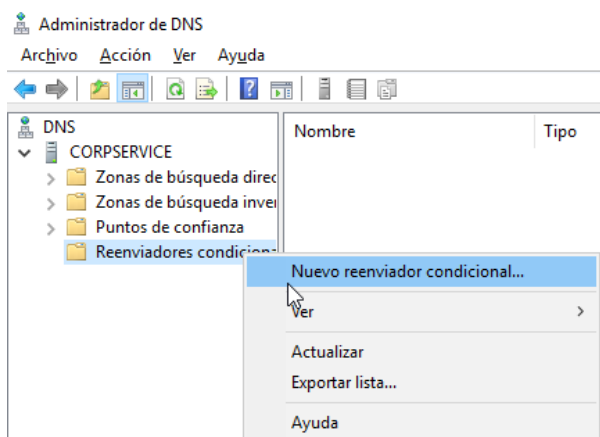 Administrador de DNS
Archivo Acción Ver Ayuda
DNS
Nombre Tipo
CORPSERVICE
Zonas de búsqueda direc
Zonas de búsqueda inver
Puntos de confianza
Reenviadores condicion
Nuevo reenviador condicional...
Ver
Actualizar
Exportar lista...
Ayuda